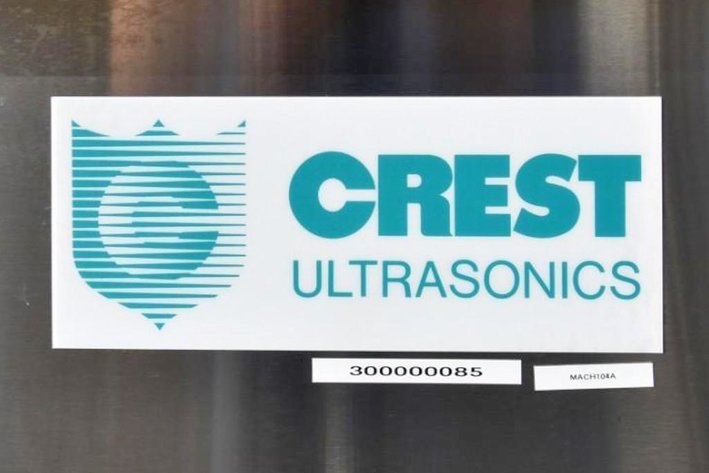 C
CREST
ULTRASONICS
300000085
MACH104A